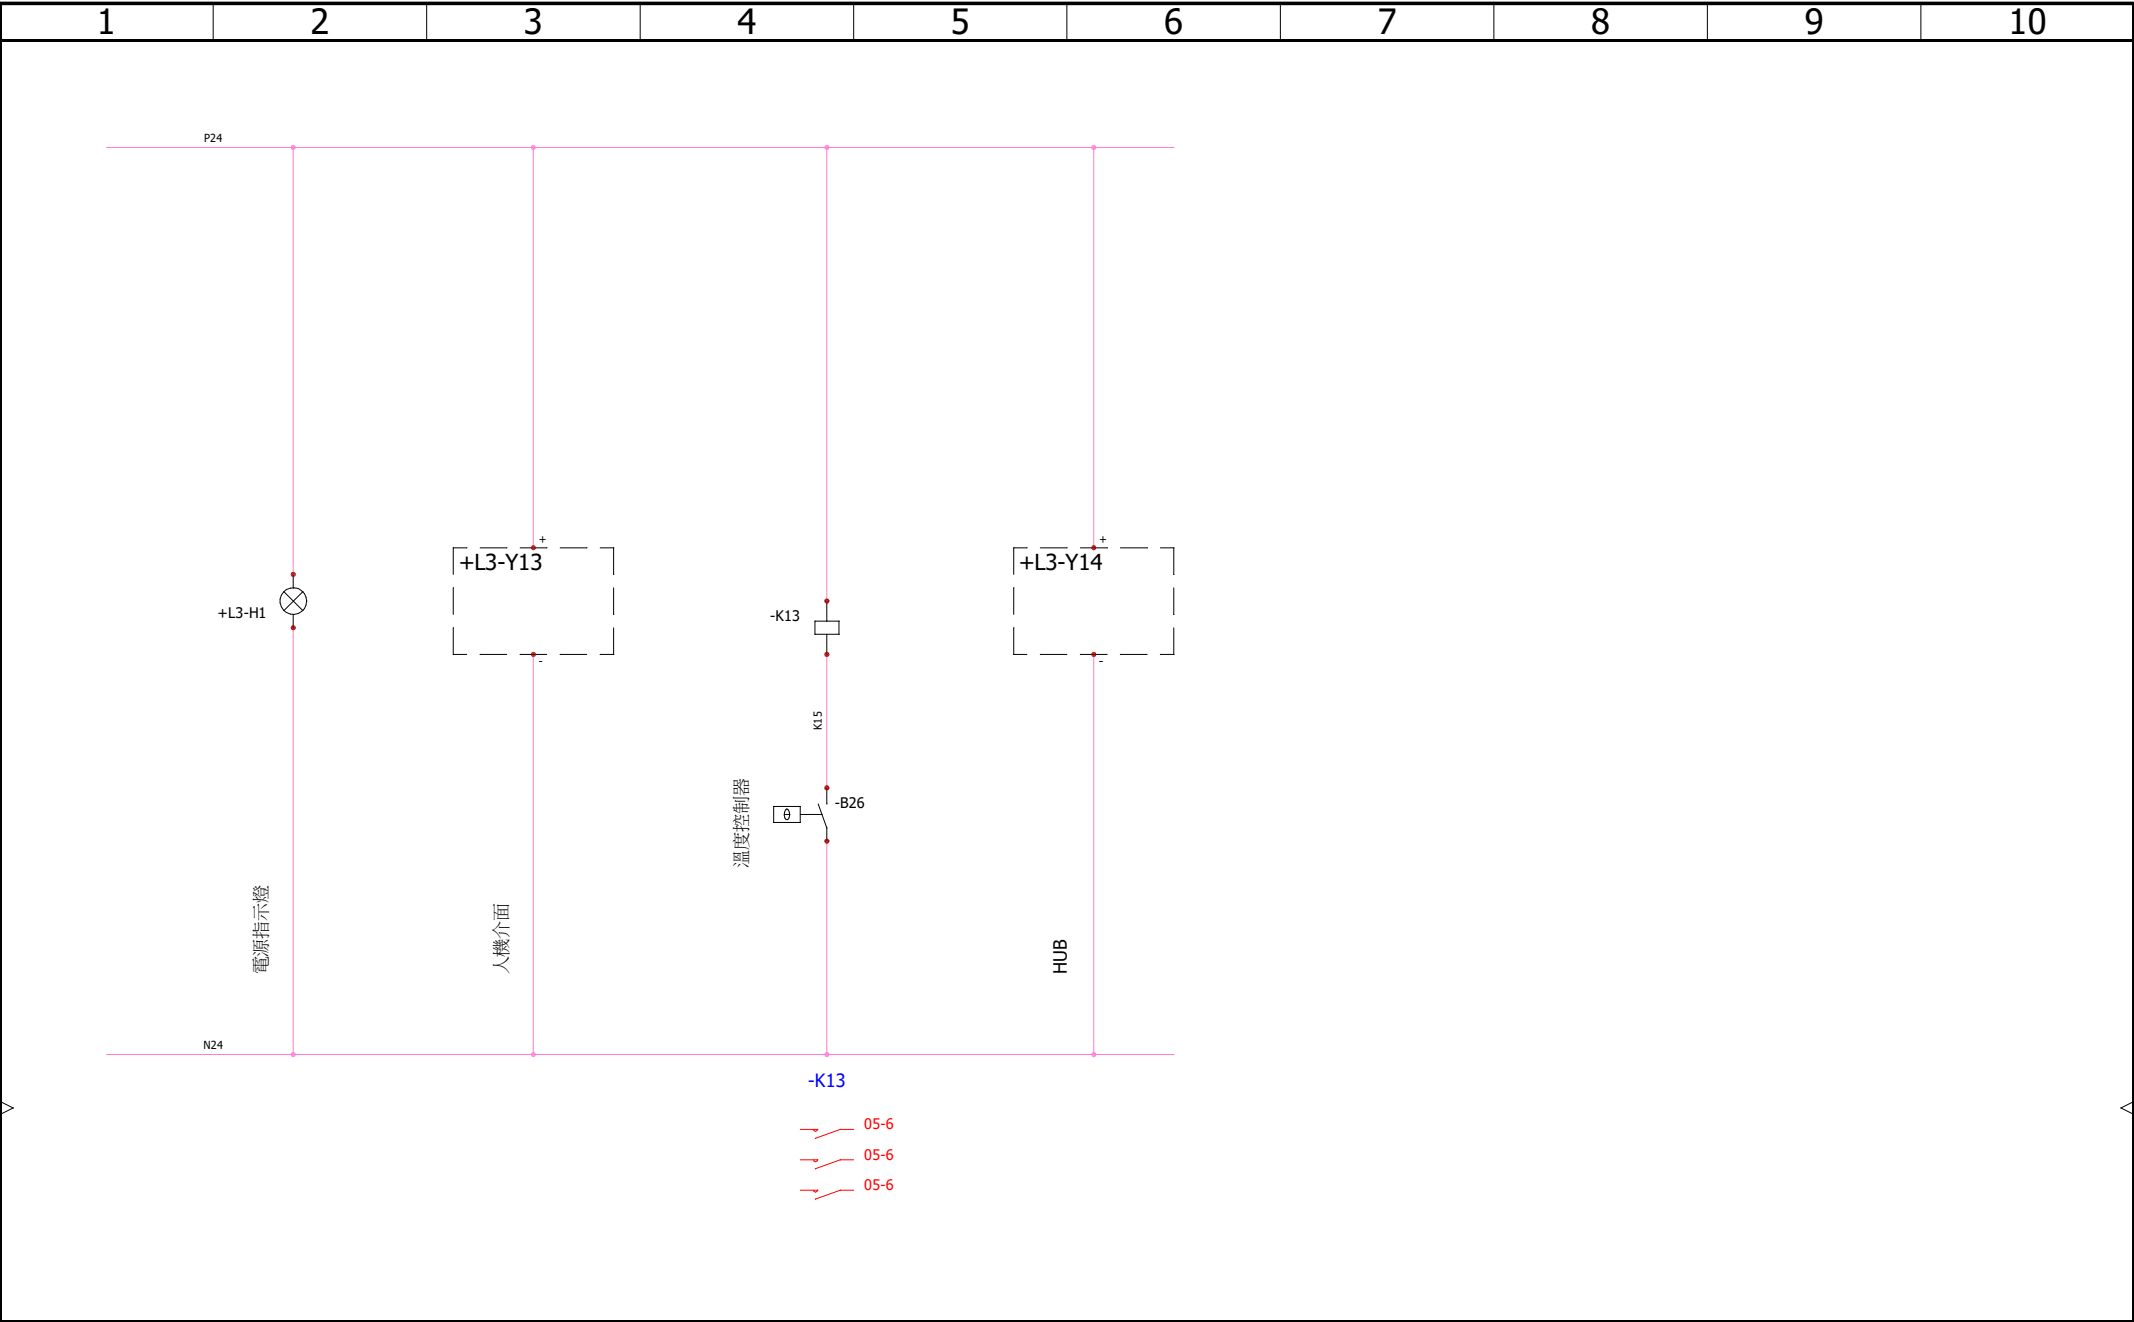 1 2 3 4 5 6 7 8 9 10
P24
+
+
+L3-Y13
+L3-Y14
+L3-H1
-K13
-
-
K15
溫度控制器
-B26
θ
電源指示燈
人機介面
HUB
N24
-K13
05-6
05-6
05-6